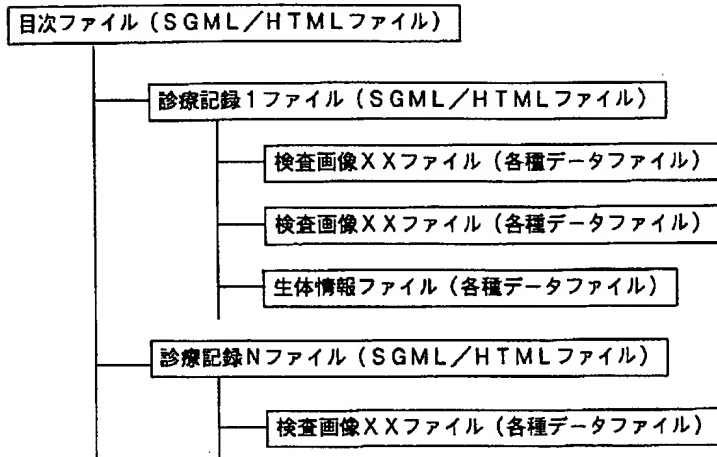 目次ファイル（ＳＧＭＬ／ＨＴＭＬファイル）
診療記録１ファイル（ＳＧＭＬ／ＨＴＭＬファイル）
検査画像ＸＸファイル（各種データファイル）
検査画像ＸＸファイル（各種データファイル）
生体情報ファイル（各種データファイル）
診療記録Ｎファイル（ＳＧＭＬ／ＨＴＭＬファイル）
検査画像ＸＸファイル（各種データファイル）